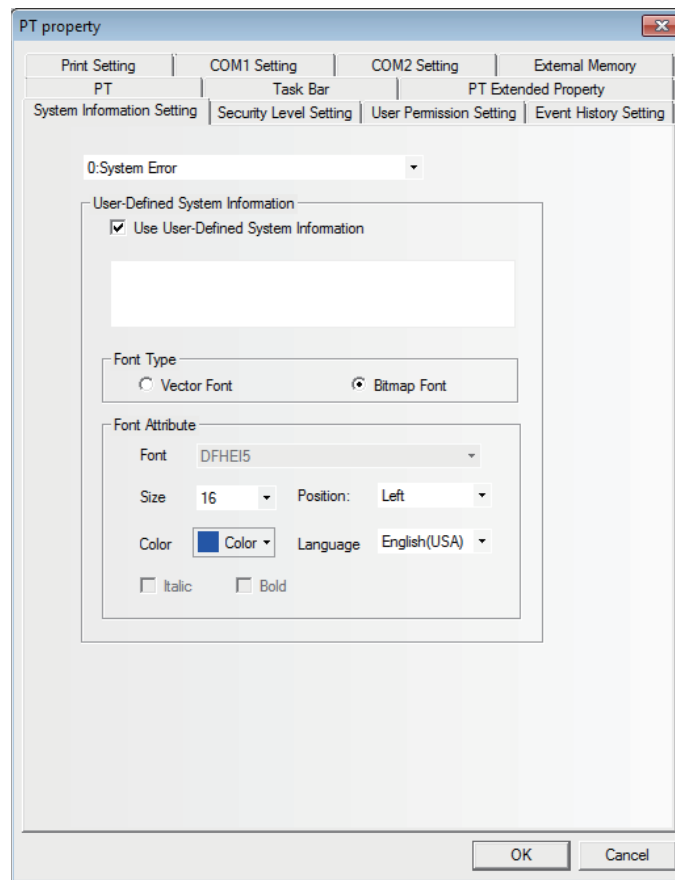 PT property
Print Setting COM1 Setting COM2 Setting External Memory
PT Task Bar PT Extended Property
System Information Setting Security Level Setting User Permission Setting Event History Setting
0:System Error
User-Defined System Information
Use User-Defined System Information
Font Type
Vector Font Bitmap Font
Font Attribute
Font DFHEI5
Size 16 Position: Left
Color Color Language English(USA)
Italic Bold
OK Cancel